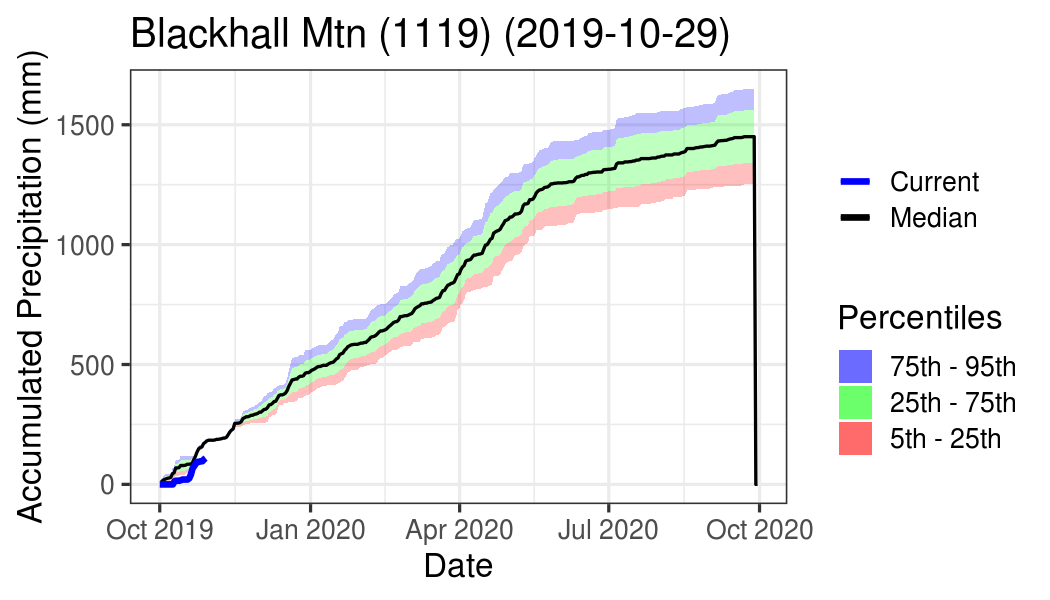 Blackhall Mtn (1119) (2019-10-29)
Accumulated Precipitation (mm)
1500
1000
500
0
Oct 2019
Jan 2020
Apr 2020
Jul 2020
Oct 2020
Date
Current
Median
Percentiles
75th - 95th
25th - 75th
5th - 25th